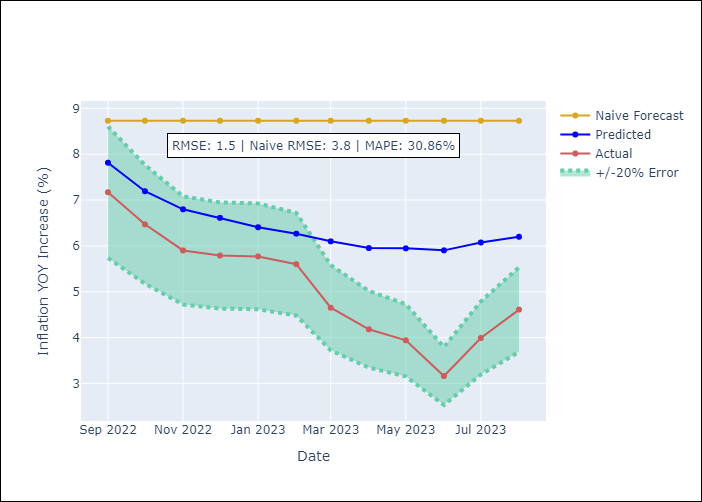 Naive Forecast
Predicted
Actual
+/-20% Error
RMSE: 1.5 | Naive RMSE: 3.8 | MAPE: 30.86%
Inflation YOY Increase (%)
9
8
7
6
5
4
3
Sep 2022 Nov 2022 Jan 2023 Mar 2023 May 2023 Jul 2023
Date